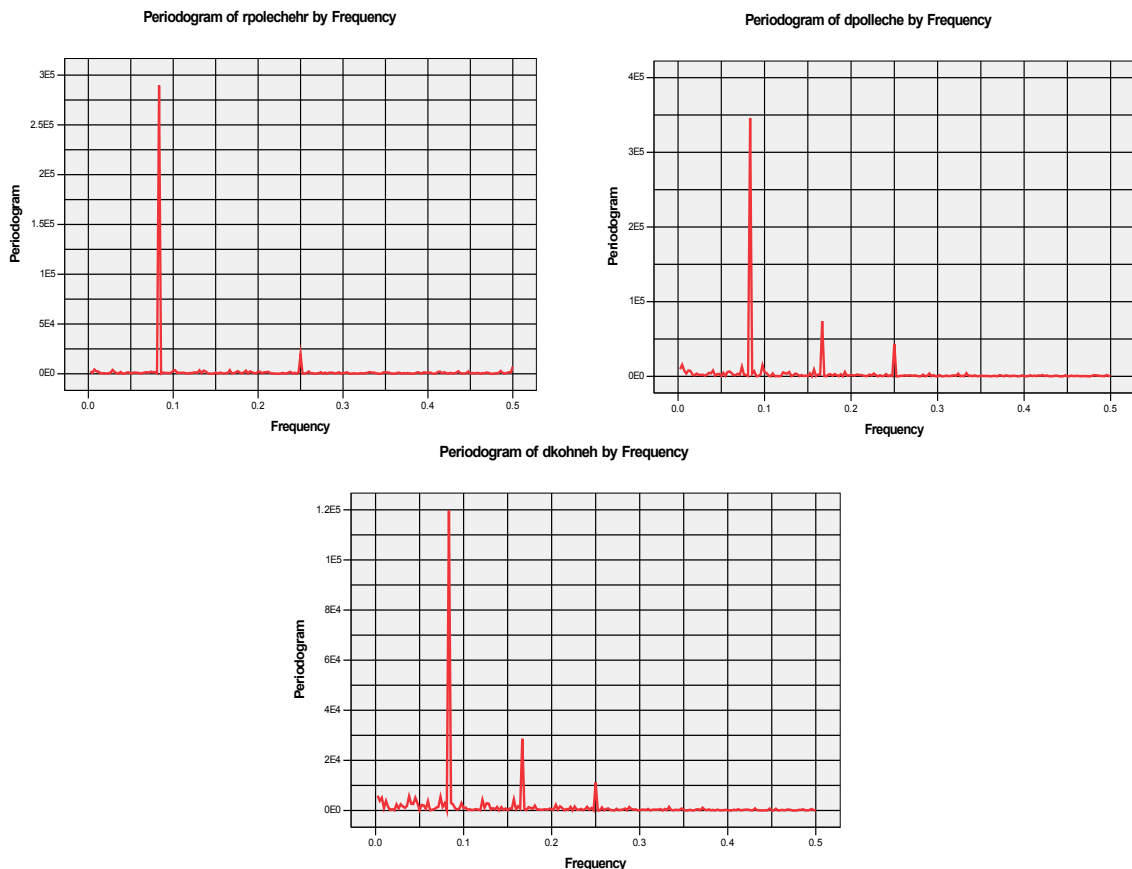 Periodogram of rpolechehr by Frequency
3E5
2.5E5
2E5
1.5E5
1E5
5E4
0E0
Periodogram
0.0 0.1 0.2 0.3 0.4 0.5
Frequency
Periodogram of dpolleche by Frequency
4E5
3E5
2E5
1E5
0E0
Periodogram
0.0 0.1 0.2 0.3 0.4 0.5
Frequency
Periodogram of dkohneh by Frequency
1.2E5
1E5
8E4
6E4
4E4
2E4
0E0
Periodogram
0.0 0.1 0.2 0.3 0.4 0.5
Frequency